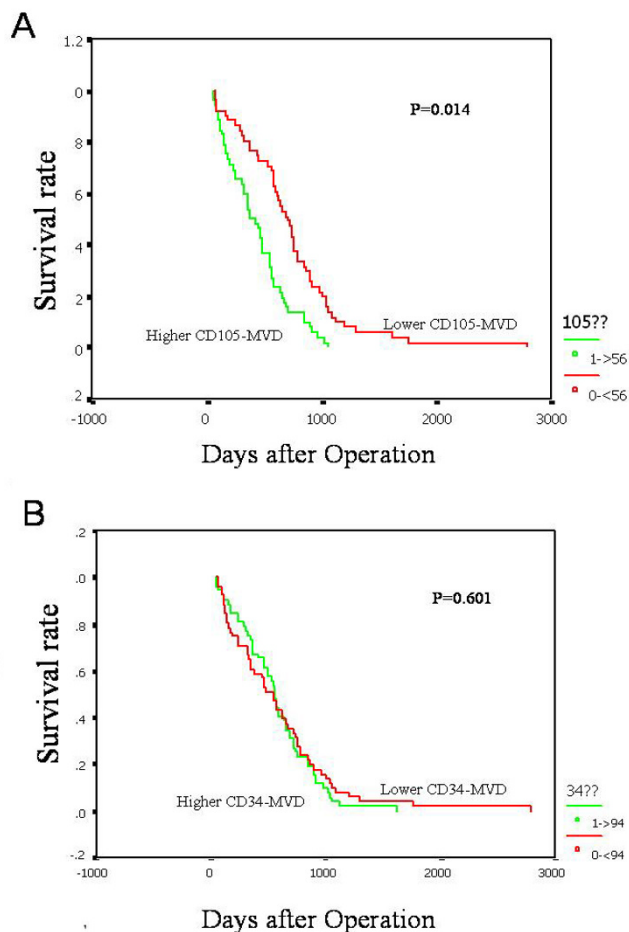 A
1.2
0
P=0.014
8
6
4
2
0
2
Survival rate
Higher CD105-MVD
Lower CD105-MVD
-1000
0
1000
2000
3000
Days after Operation
105??
1->56
0-<56
B
.2
.0
P=0.601
.8
.6
.4
.2
.0
-.2
Survival rate
Higher CD34-MVD
Lower CD34-MVD
-1000
0
1000
2000
3000
Days after Operation
34??
1->94
0-<94